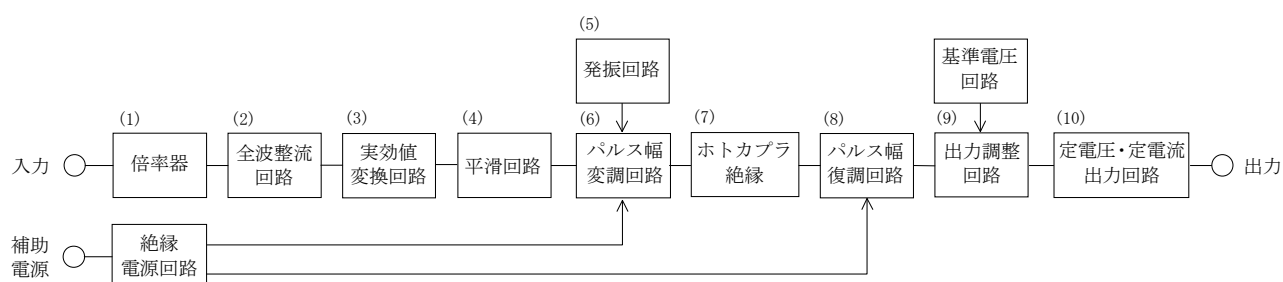 (5)
発振回路
基準電圧
回路
(1)
(2)
(3)
(4)
(6)
(7)
(8)
(9)
(10)
入力
倍率器
全波整流
回路
実効値
変換回路
平滑回路
パルス幅
変調回路
ホトカプラ
絶縁
パルス幅
復調回路
出力調整
回路
定電圧・定電流
出力回路
出力
補助
電源
絶縁
電源回路